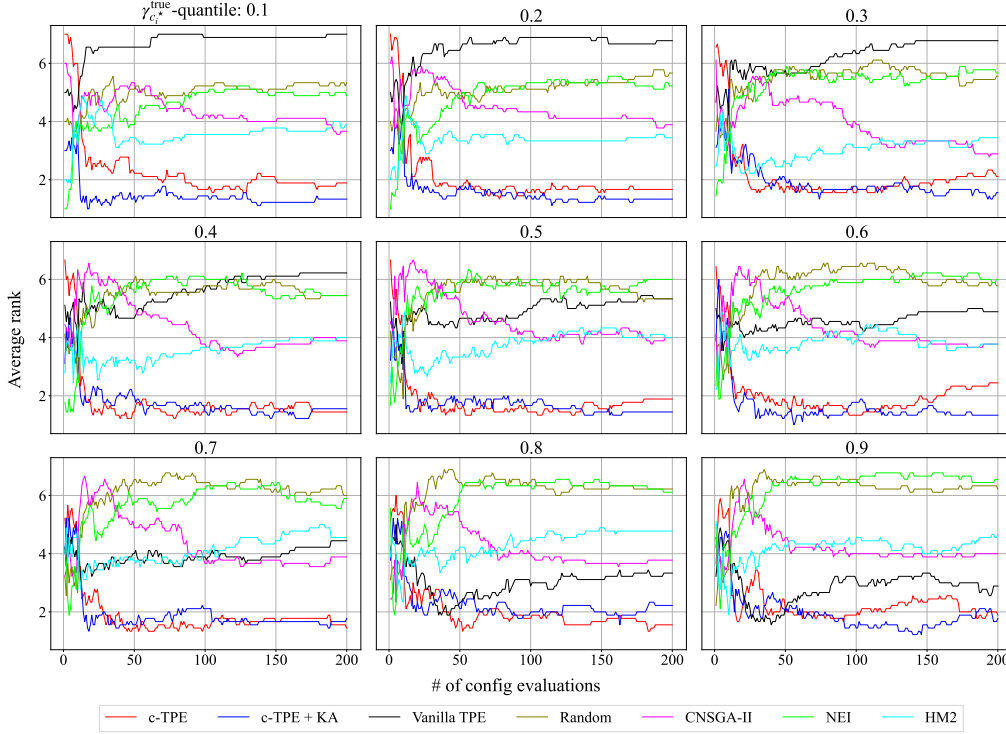 γ_{c_i^⋆}^{true}-quantile: 0.1
0.2
0.3
6
4
2
0.4
0.5
0.6
6
4
2
Average rank
0.7
0.8
0.9
6
4
2
0 50 100 150 200
0 50 100 150 200
0 50 100 150 200
# of config evaluations
c-TPE c-TPE + KA Vanilla TPE Random CNSGA-II NEI HM2